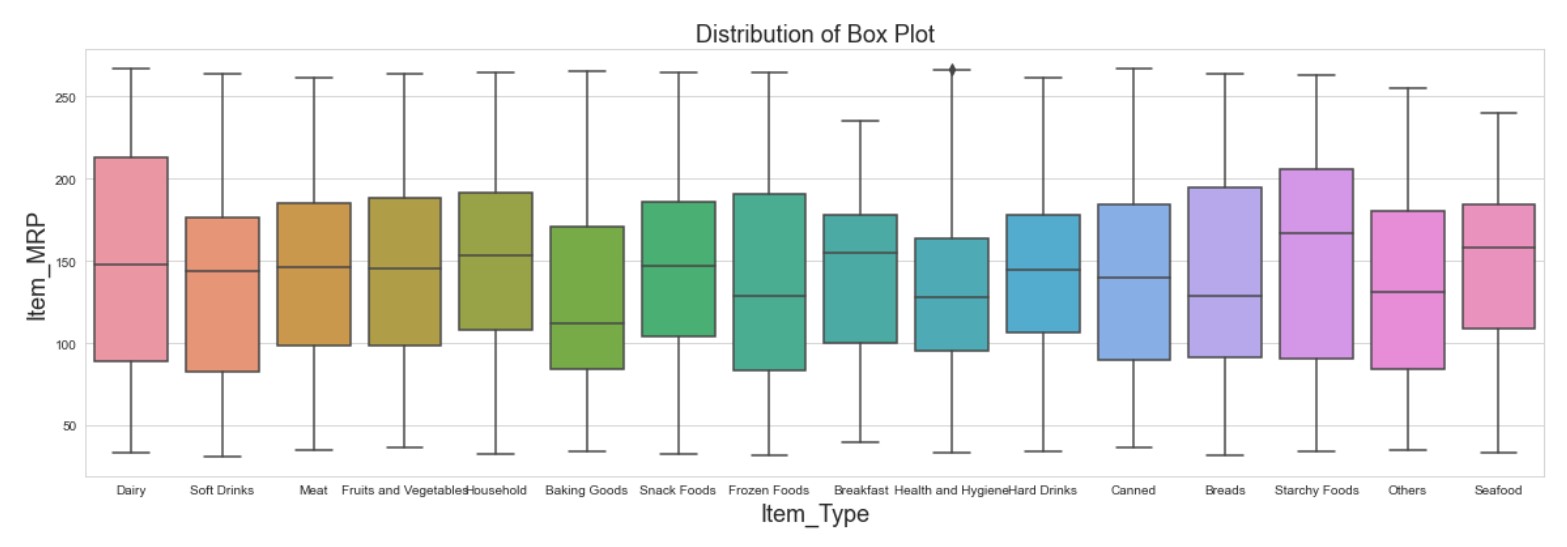 Distribution of Box Plot
Item_MRP
250
200
150
100
50
Dairy Soft Drinks Meat Fruits and Vegetables Household Baking Goods Snack Foods Frozen Foods Breakfast Health and Hygiene Hard Drinks Canned Breads Starchy Foods Others Seafood
Item_Type